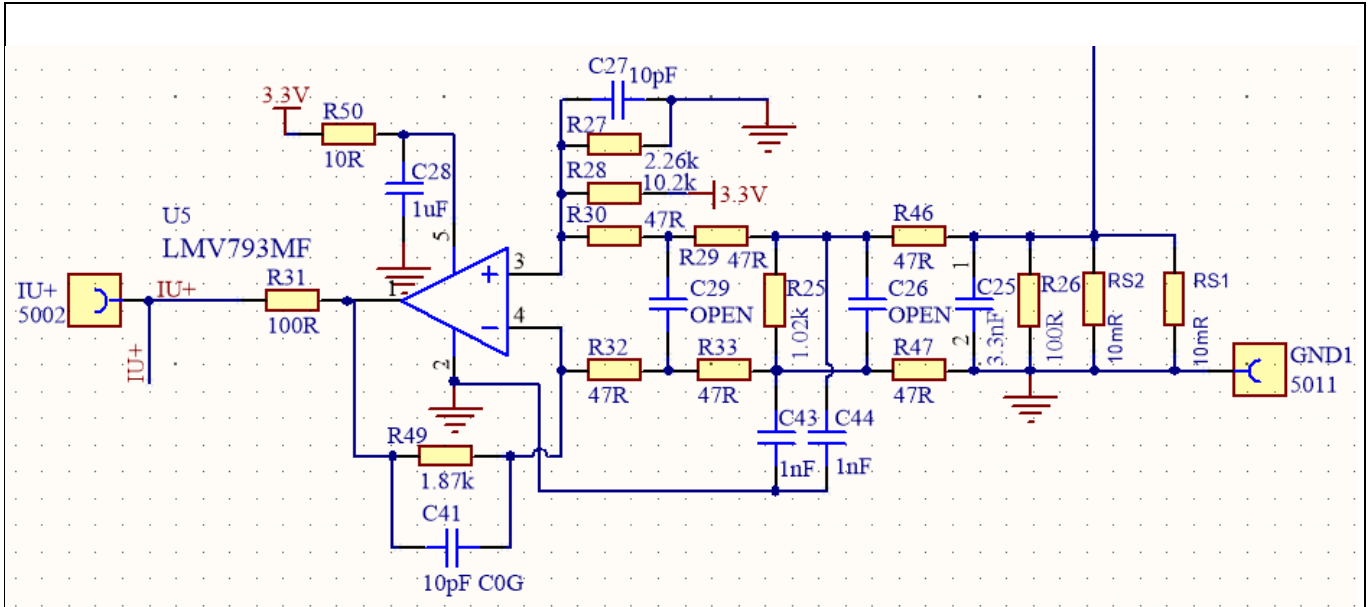 C27 10pF
3.3V
R50
10R
R27
2.26k
C28
1uF
R28
10.2k
3.3V
5
U5
LMV793MF
R30
47R
R29
47R
R46
47R
IU+
5002
IU+
R31
100R
1
+
3
−
4
C29
OPEN
R25
1.02k
C26
OPEN
1
C25
2
3.3nF
R26
100R
RS2
10mR
RS1
10mR
IU+
2
R32
47R
R33
47R
R47
47R
GND1
5011
R49
1.87k
C43
1nF
C44
1nF
C41
10pF C0G